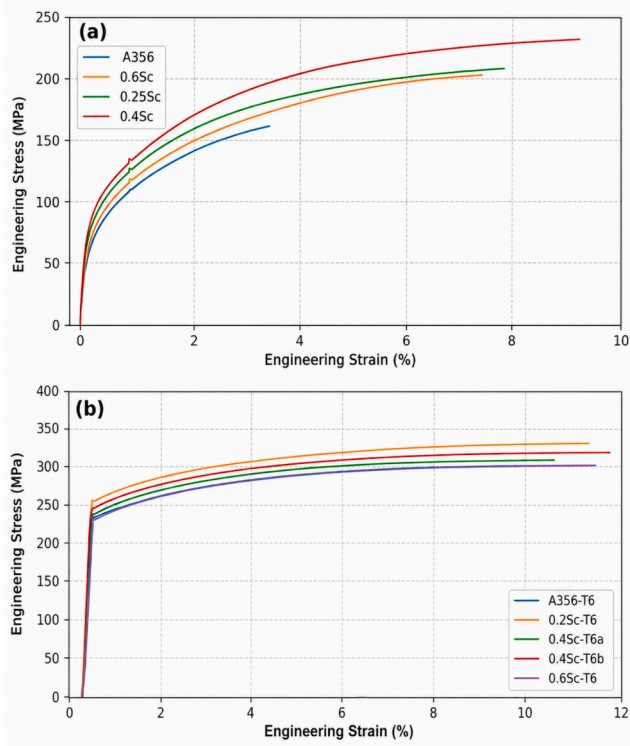 (a)
250
200
150
100
50
0
Engineering Stress (MPa)
A356
0.6Sc
0.25Sc
0.4Sc
0 2 4 6 8 10
Engineering Strain (%)
(b)
400
350
300
250
200
150
100
50
0
Engineering Stress (MPa)
A356-T6
0.2Sc-T6
0.4Sc-T6a
0.4Sc-T6b
0.6Sc-T6
0 2 4 6 8 10 12
Engineering Strain (%)